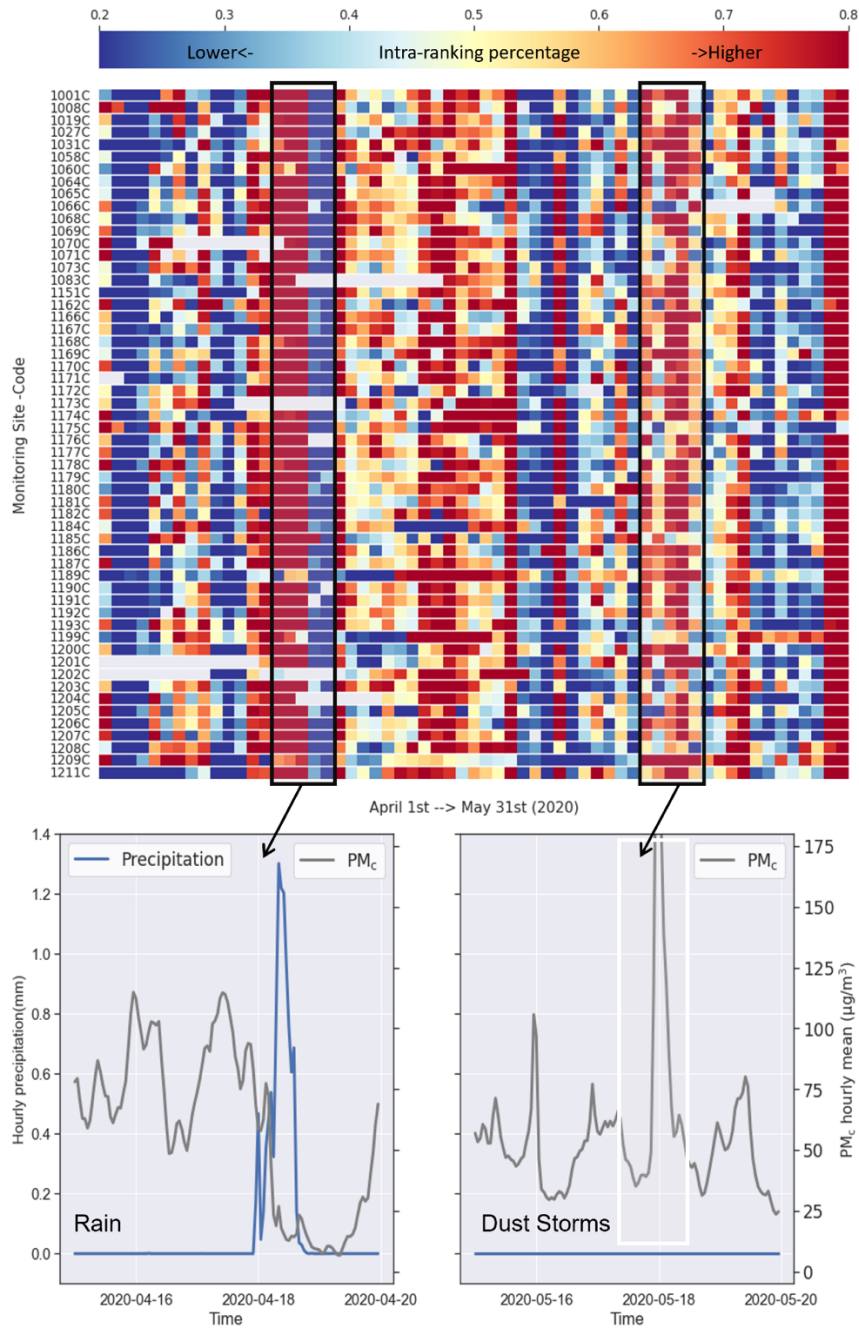 0.2 0.3 0.4 0.5 0.6 0.7 0.8
Lower<- Intra-ranking percentage ->Higher
Monitoring Site -Code
1001C
1008C
1019C
1027C
1031C
1058C
1060C
1064C
1065C
1066C
1068C
1069C
1070C
1071C
1073C
1083C
1151C
1162C
1166C
1167C
1168C
1169C
1170C
1171C
1172C
1173C
1174C
1175C
1176C
1177C
1178C
1179C
1180C
1181C
1182C
1184C
1185C
1186C
1187C
1189C
1190C
1191C
1192C
1193C
1199C
1200C
1201C
1202C
1203C
1204C
1205C
1206C
1207C
1208C
1209C
1211C
April 1st --> May 31st (2020)
Hourly precipitation(mm)
1.4
1.2
1.0
0.8
0.6
0.4
0.2
0.0
Precipitation
PMc
Rain
2020-04-16 2020-04-18 2020-04-20
Time
PMc
Dust Storms
2020-05-16 2020-05-18 2020-05-20
Time
175
150
125
100
75
50
25
0
PMc hourly mean (μg/m³)